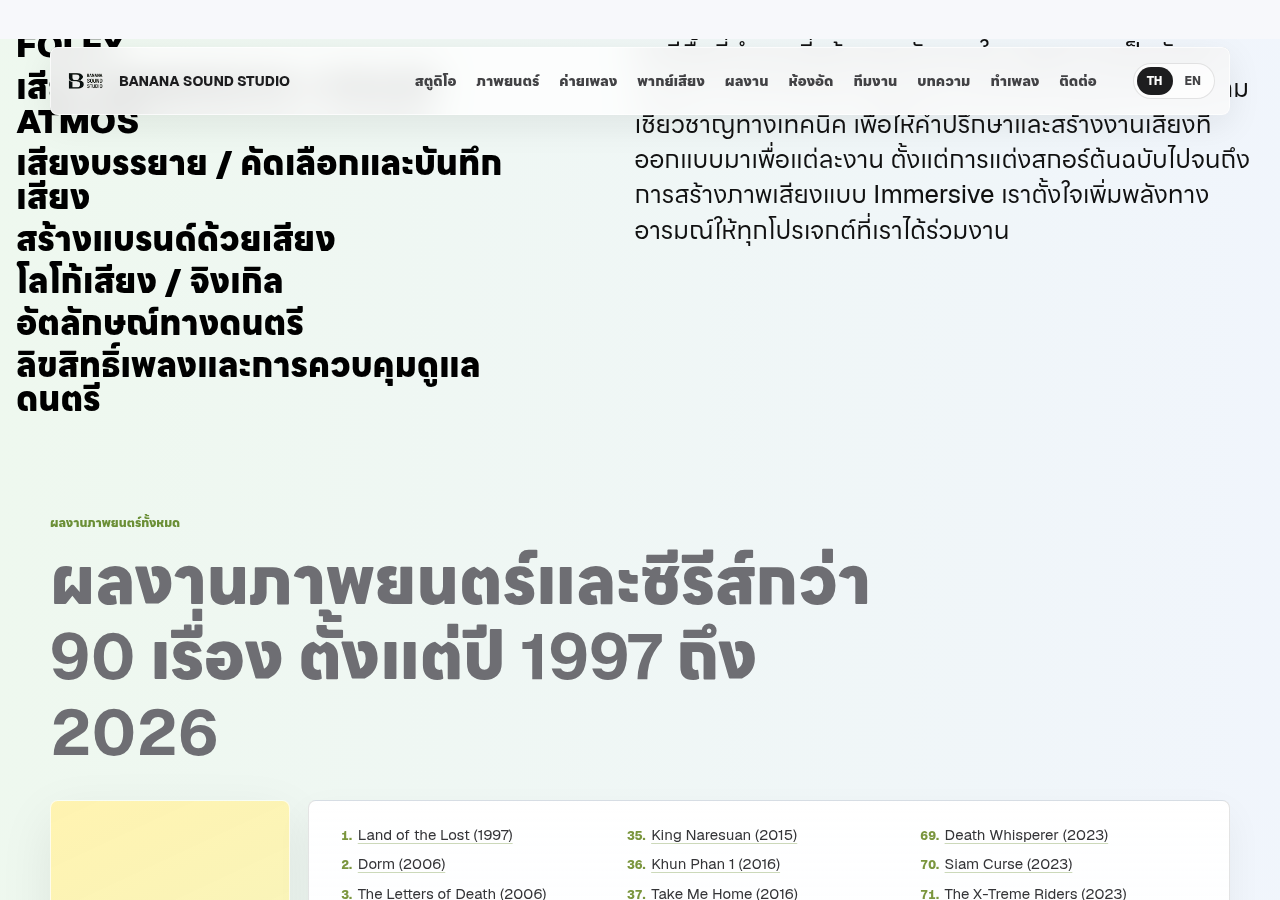 BANANA SOUND STUDIO
BANANA SOUND STUDIO
สตูดิโอ
ภาพยนตร์
ค่ายเพลง
พากย์เสียง
ผลงาน
ห้องอัด
ทีมงาน
บทความ
ทำเพลง
ติดต่อ
TH
EN
FOLEY
ATMOS
เสียงบรรยาย / คัดเลือกและบันทึก
เสียง
สร้างแบรนด์ด้วยเสียง
โลโก้เสียง / จิงเกิล
อัตลักษณ์ทางดนตรี
ลิขสิทธิ์เพลงและการควบคุมดูแล
ดนตรี
เชี่ยวชาญทางเทคนิค เพื่อให้คำปรึกษาและสร้างงานเสียงที่
ออกแบบมาเพื่อแต่ละงาน ตั้งแต่การแต่งสกอร์ต้นฉบับไปจนถึง
การสร้างภาพเสียงแบบ Immersive เราตั้งใจเพิ่มพลังทาง
อารมณ์ให้ทุกโปรเจกต์ที่เราได้ร่วมงาน
ผลงานภาพยนตร์ทั้งหมด
ผลงานภาพยนตร์และซีรีส์กว่า
90 เรื่อง ตั้งแต่ปี 1997 ถึง
2026
1. Land of the Lost (1997)
2. Dorm (2006)
3. The Letters of Death (2006)
35. King Naresuan (2015)
36. Khun Phan 1 (2016)
37. Take Me Home (2016)
69. Death Whisperer (2023)
70. Siam Curse (2023)
71. The X-Treme Riders (2023)